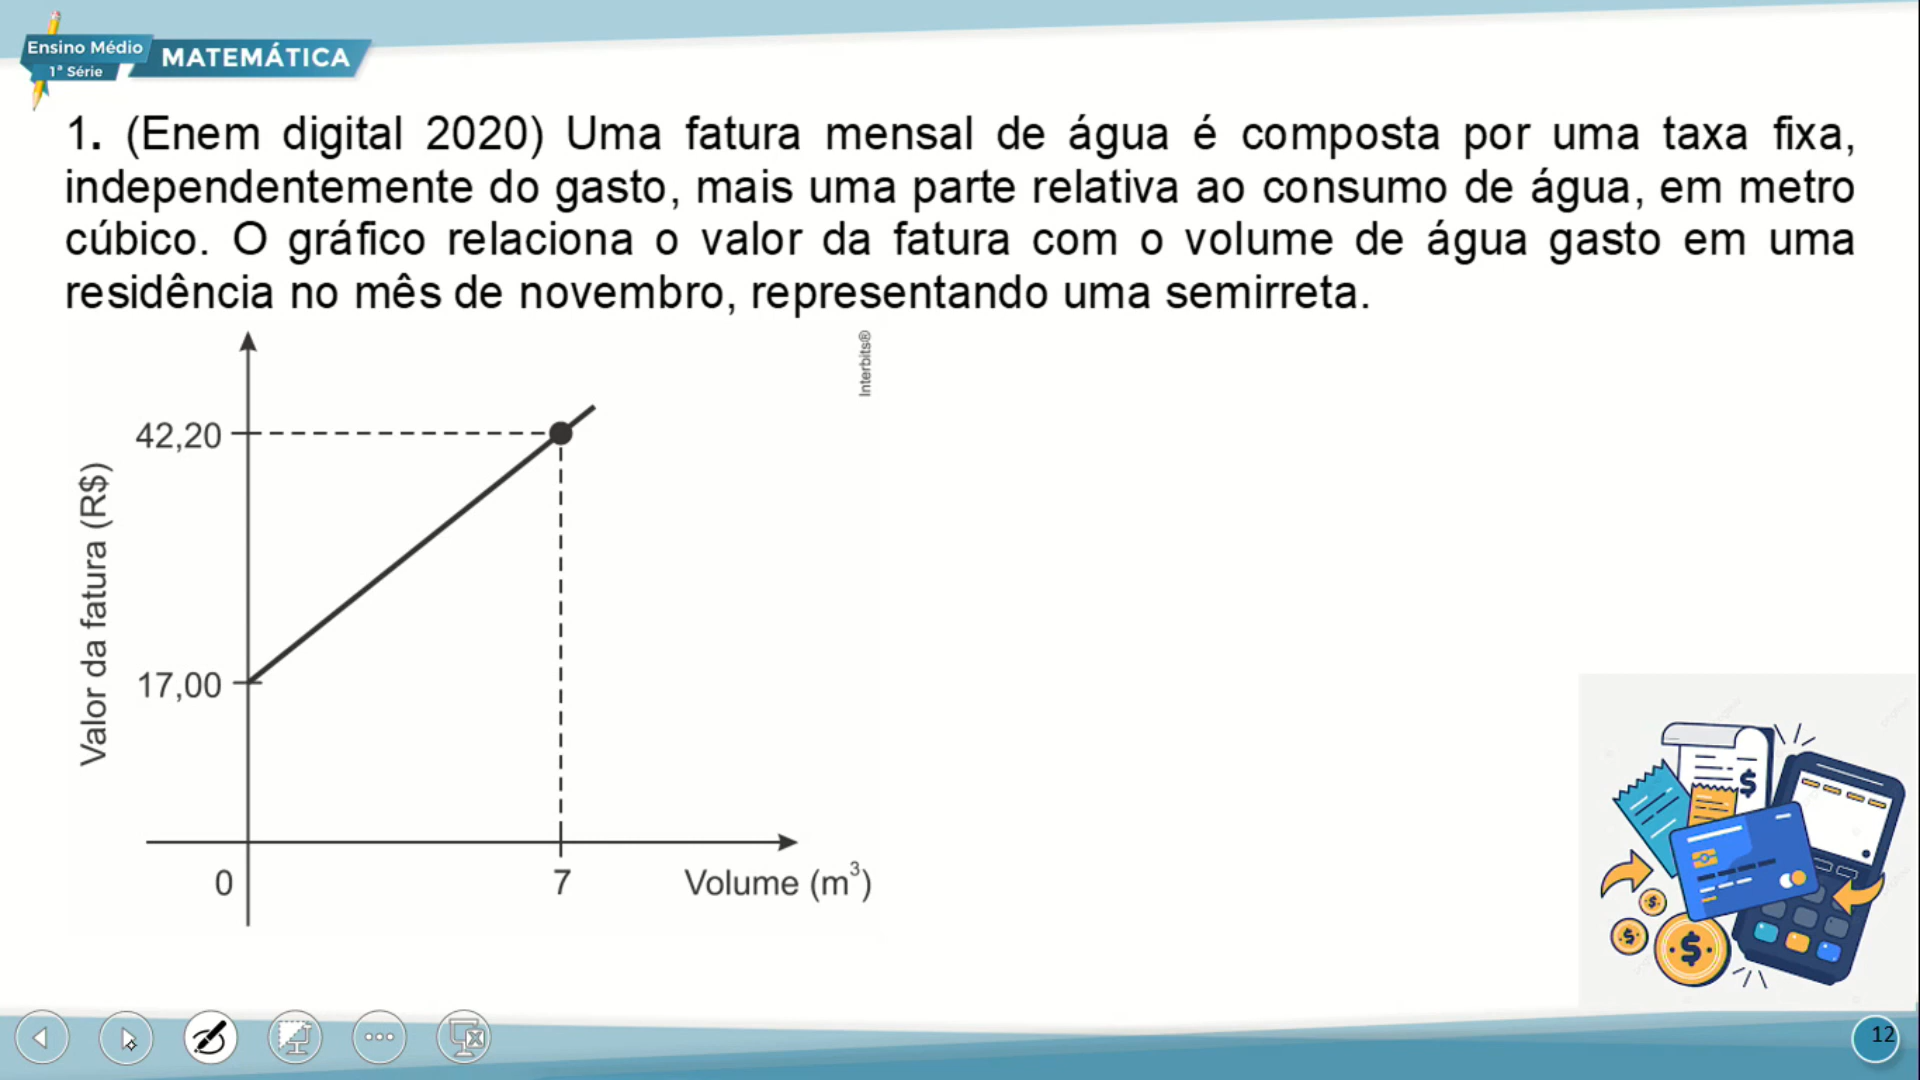 Ensino Médio
1ª Série
MATEMÁTICA
1. (Enem digital 2020) Uma fatura mensal de água é composta por uma taxa fixa,
independentemente do gasto, mais uma parte relativa ao consumo de água, em metro
cúbico. O gráfico relaciona o valor da fatura com o volume de água gasto em uma
residência no mês de novembro, representando uma semirreta.
Interbits®
42,20
Valor da fatura (R$)
17,00
0
7
Volume (m³)
$
$
$
$
12